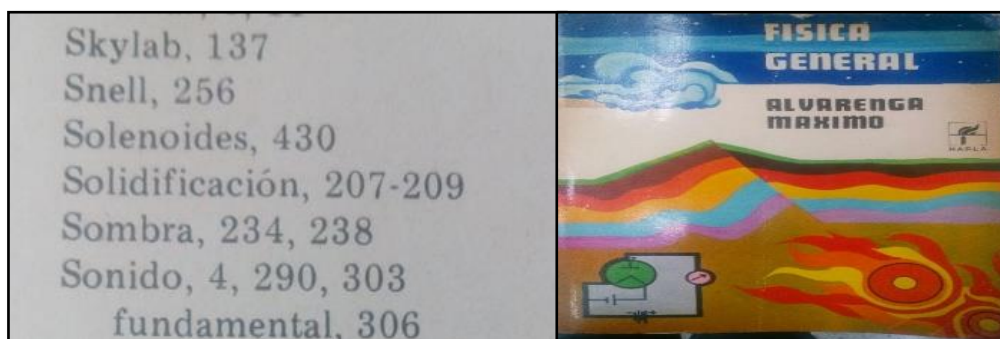 Skylab, 137
Snell, 256
Solenoides, 430
Solidificación, 207-209
Sombra, 234, 238
Sonido, 4, 290, 303
fundamental, 306
FISICA
GENERAL
ALVARENGA
MAXIMO
HARLA